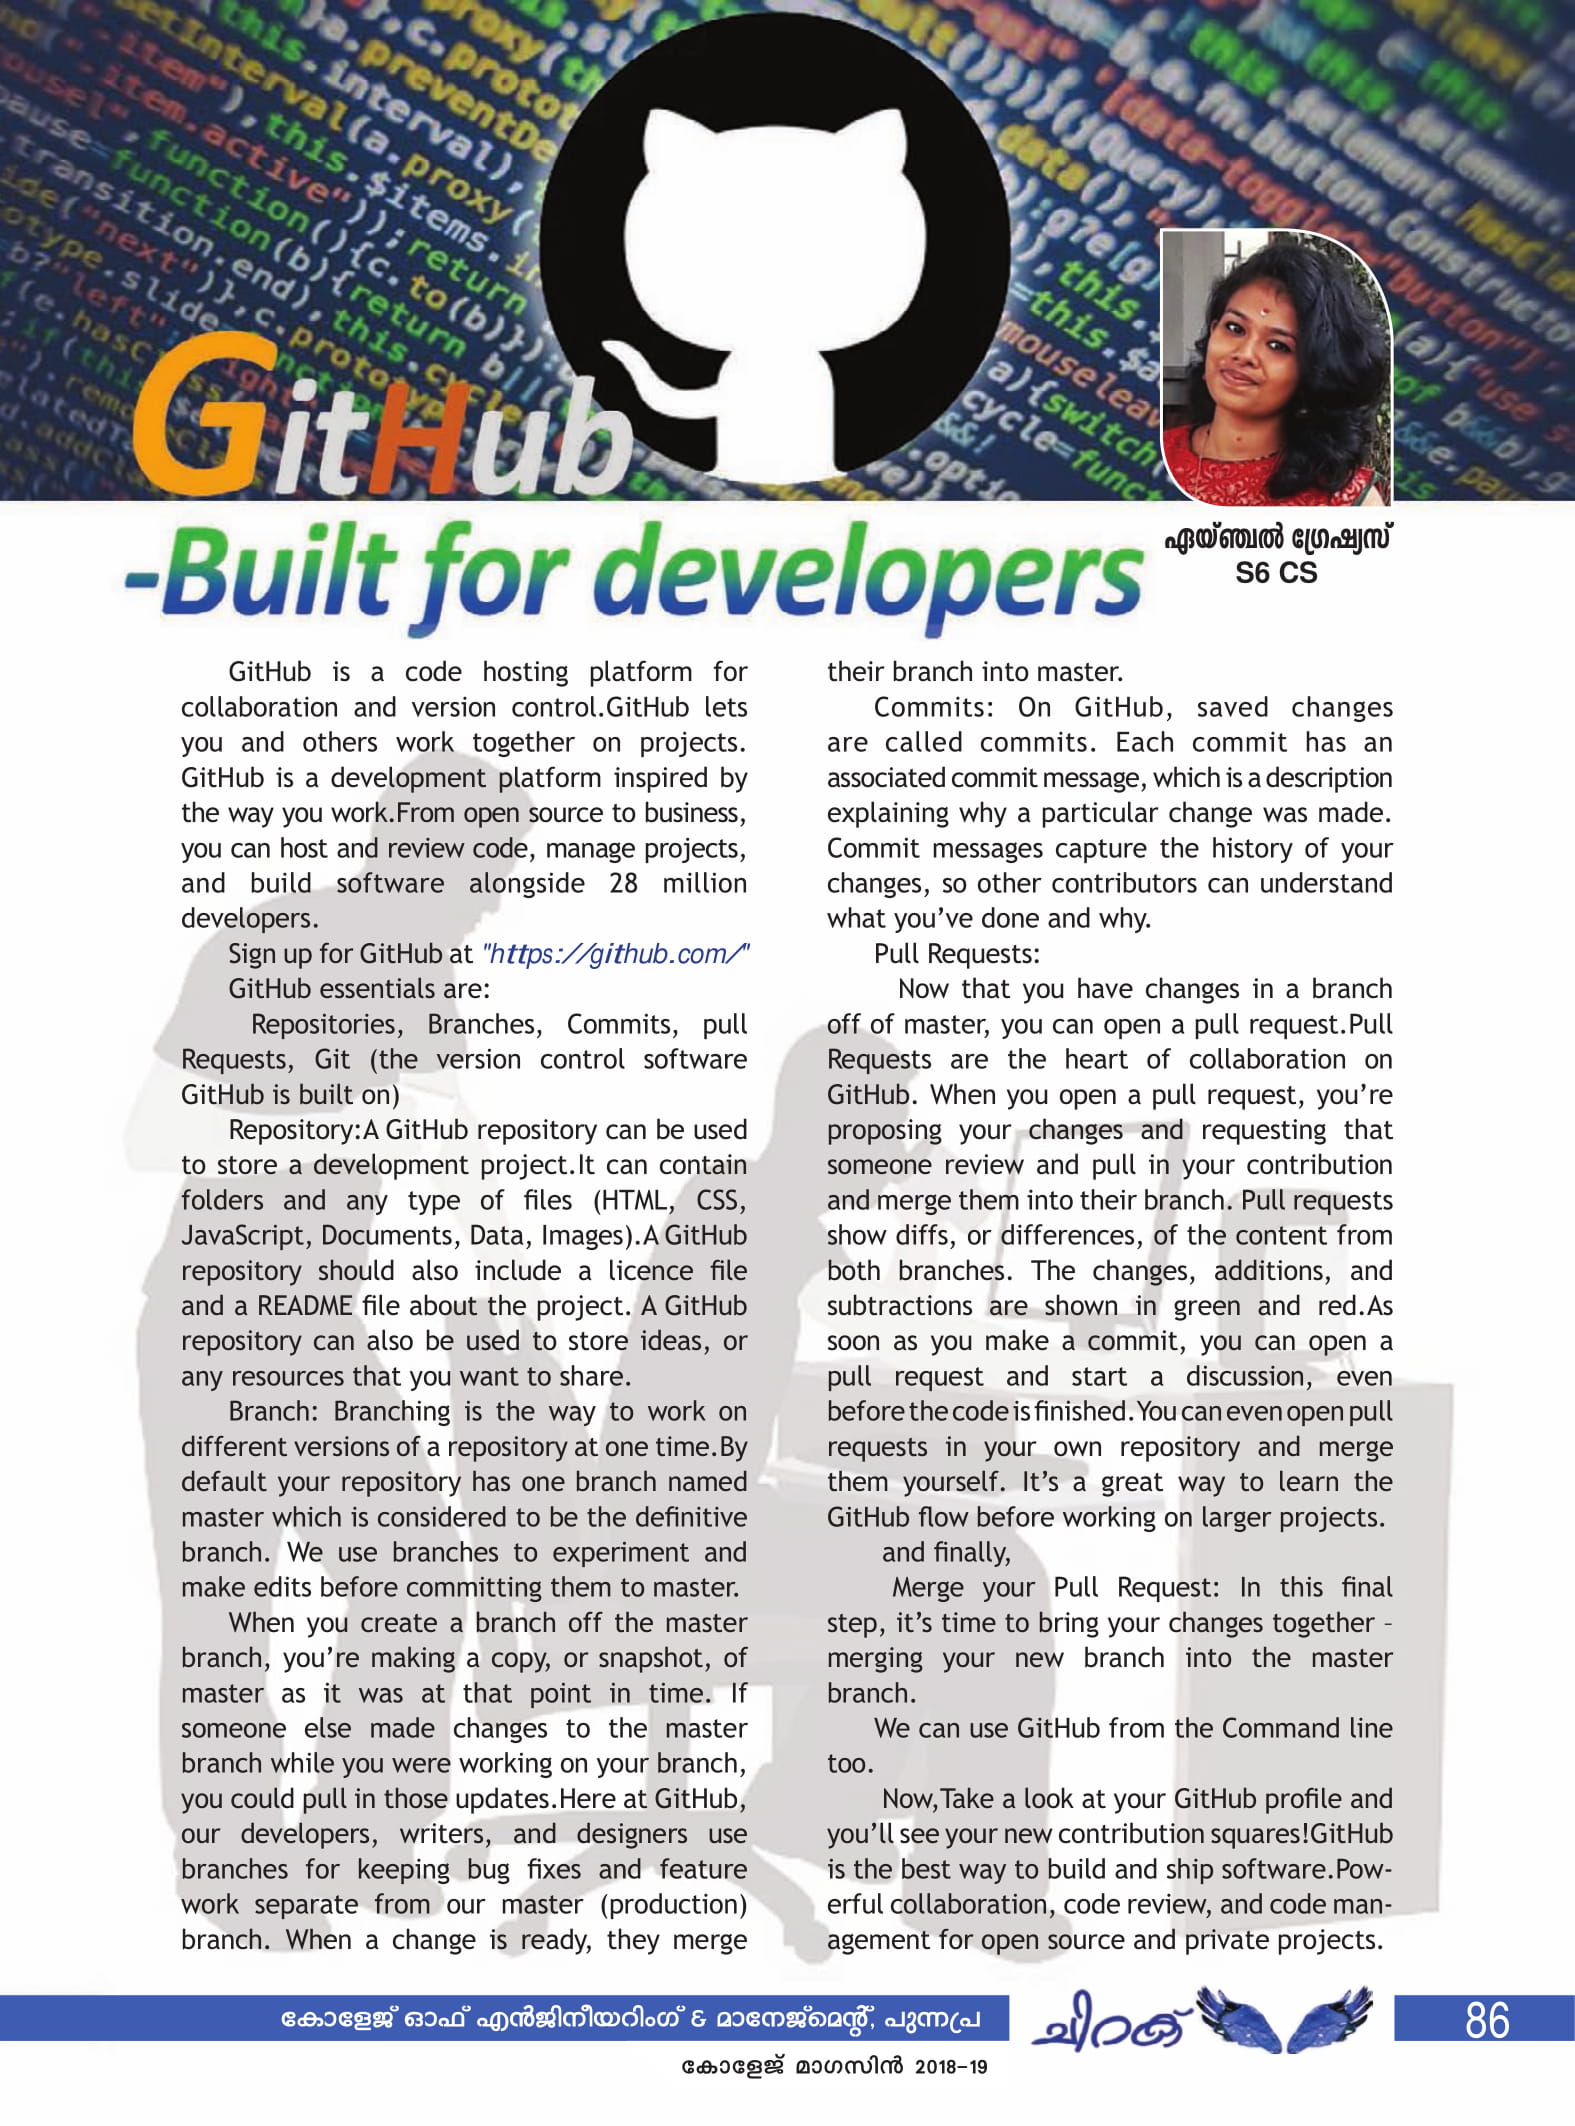 GitHub
-Built for developers
ഏയ്ഞ്ചൽ ഗ്രേഷ്യസ്
S6 CS
GitHub is a code hosting platform for
collaboration and version control.GitHub lets
you and others work together on projects.
GitHub is a development platform inspired by
the way you work.From open source to business,
you can host and review code, manage projects,
and build software alongside 28 million
developers.
Sign up for GitHub at "https://github.com/"
GitHub essentials are:
Repositories, Branches, Commits, pull
Requests, Git (the version control software
GitHub is built on)
Repository:A GitHub repository can be used
to store a development project.It can contain
folders and any type of files (HTML, CSS,
JavaScript, Documents, Data, Images).A GitHub
repository should also include a licence file
and a README file about the project. A GitHub
repository can also be used to store ideas, or
any resources that you want to share.
Branch: Branching is the way to work on
different versions of a repository at one time.By
default your repository has one branch named
master which is considered to be the definitive
branch. We use branches to experiment and
make edits before committing them to master.
When you create a branch off the master
branch, you’re making a copy, or snapshot, of
master as it was at that point in time. If
someone else made changes to the master
branch while you were working on your branch,
you could pull in those updates.Here at GitHub,
our developers, writers, and designers use
branches for keeping bug fixes and feature
work separate from our master (production)
branch. When a change is ready, they merge
their branch into master.
Commits: On GitHub, saved changes
are called commits. Each commit has an
associated commit message, which is a description
explaining why a particular change was made.
Commit messages capture the history of your
changes, so other contributors can understand
what you’ve done and why.
Pull Requests:
Now that you have changes in a branch
off of master, you can open a pull request.Pull
Requests are the heart of collaboration on
GitHub. When you open a pull request, you’re
proposing your changes and requesting that
someone review and pull in your contribution
and merge them into their branch. Pull requests
show diffs, or differences, of the content from
both branches. The changes, additions, and
subtractions are shown in green and red.As
soon as you make a commit, you can open a
pull request and start a discussion, even
before the code is finished.You can even open pull
requests in your own repository and merge
them yourself. It’s a great way to learn the
GitHub flow before working on larger projects.
and finally,
Merge your Pull Request: In this final
step, it’s time to bring your changes together –
merging your new branch into the master
branch.
We can use GitHub from the Command line
too.
Now,Take a look at your GitHub profile and
you’ll see your new contribution squares!GitHub
is the best way to build and ship software.Pow-
erful collaboration, code review, and code man-
agement for open source and private projects.
കോളേജ് ഓഫ് എൻജിനീയറിംഗ് & മാനേജ്മെന്റ്, പുന്നപ്ര
ചിറക്
86
കോളേജ് മാഗസിൻ 2018-19